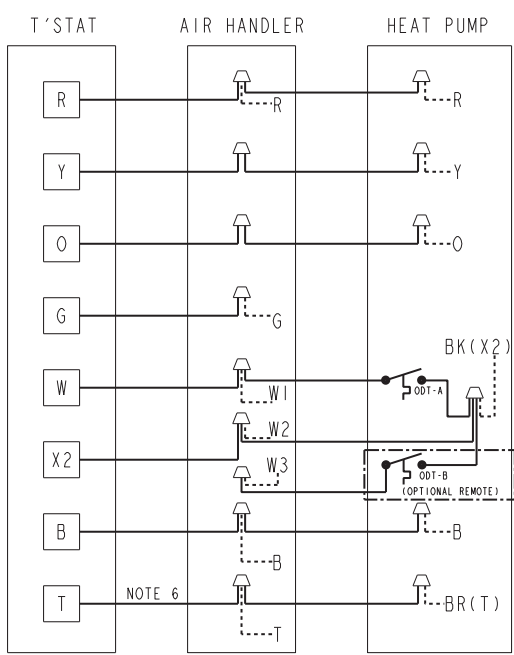 T'STAT AIR HANDLER HEAT PUMP
R R R
Y Y
O O
G G
BK(X2)
W W1 ODT-A
W2
X2 W3 ODT-B
(OPTIONAL REMOTE)
B B B
T NOTE 6 T BR(T)